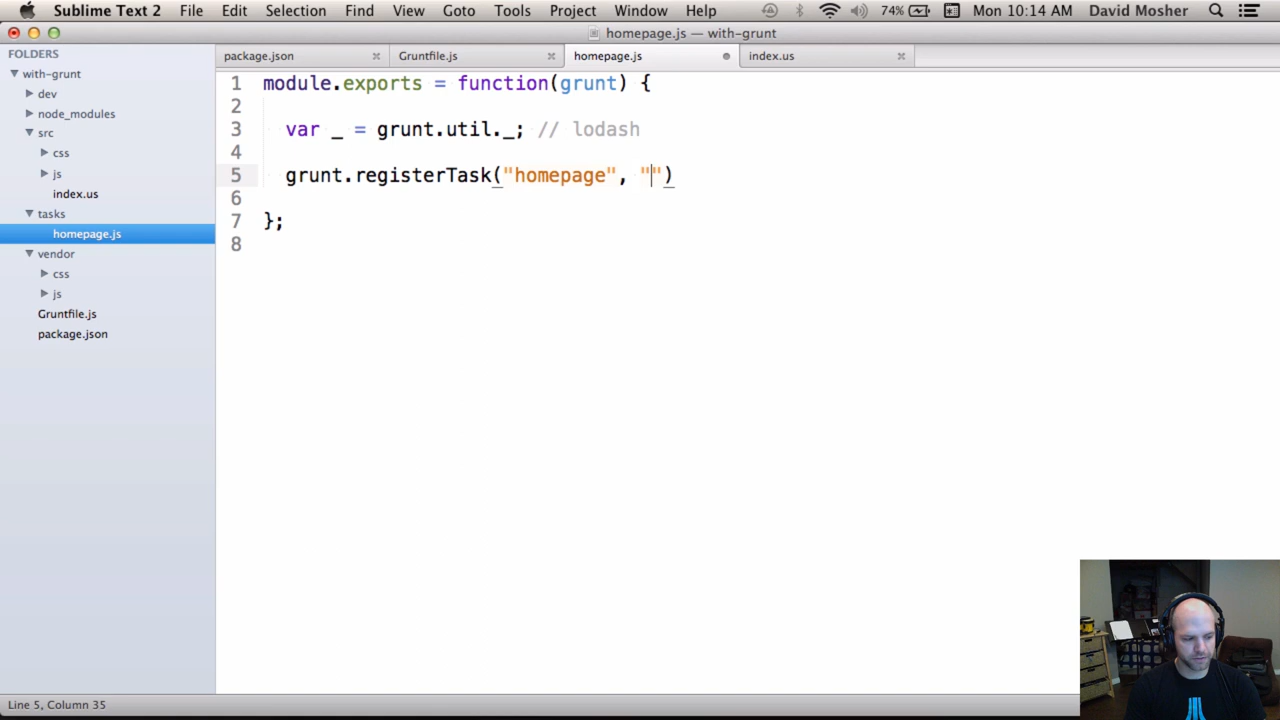 Sublime Text 2 File Edit Selection Find View Goto Tools Project Window Help 74% Mon 10:14 AM David Mosher
homepage.js — with-grunt
FOLDERS
with-grunt
dev
node_modules
src
css
js
index.us
tasks
homepage.js
vendor
css
js
Gruntfile.js
package.json
package.json Gruntfile.js homepage.js index.us
1 module.exports = function(grunt) {
2
3 var _ = grunt.util._; // lodash
4
5 grunt.registerTask("homepage", "")
6
7 };
8
Line 5, Column 35